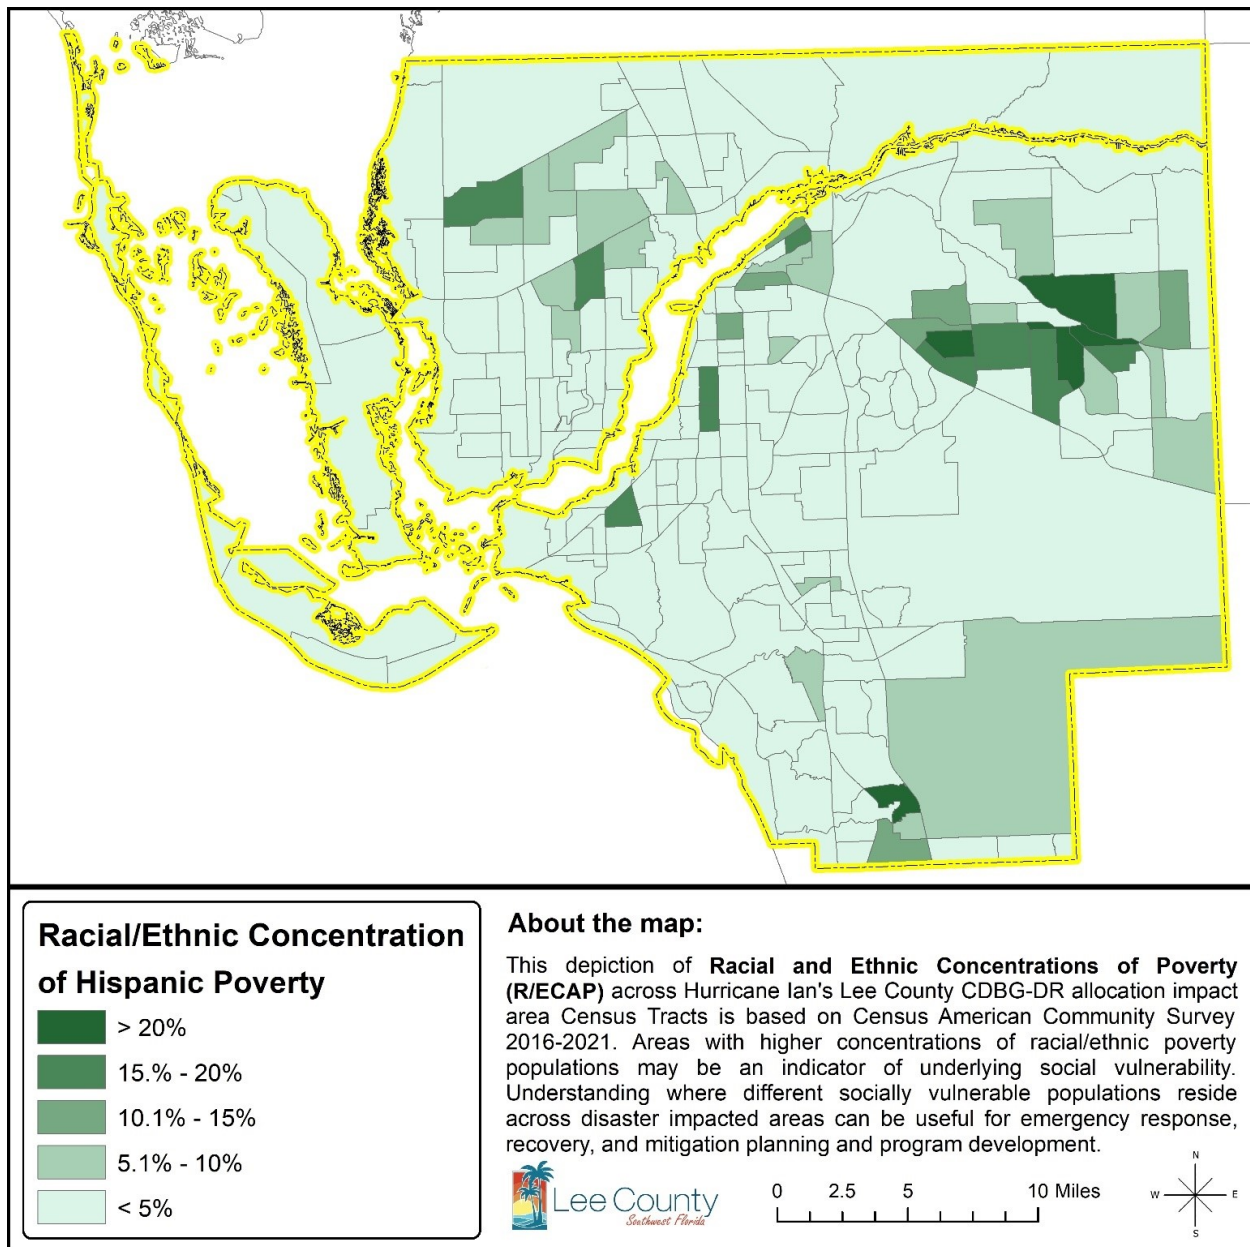 Racial/Ethnic Concentration
of Hispanic Poverty
> 20%
15.% - 20%
10.1% - 15%
5.1% - 10%
< 5%
About the map:
This depiction of Racial and Ethnic Concentrations of Poverty
(R/ECAP) across Hurricane Ian's Lee County CDBG-DR allocation impact
area Census Tracts is based on Census American Community Survey
2016-2021. Areas with higher concentrations of racial/ethnic poverty
populations may be an indicator of underlying social vulnerability.
Understanding where different socially vulnerable populations reside
across disaster impacted areas can be useful for emergency response,
recovery, and mitigation planning and program development.
Lee County
Southwest Florida
0 2.5 5 10 Miles
N
W E
S